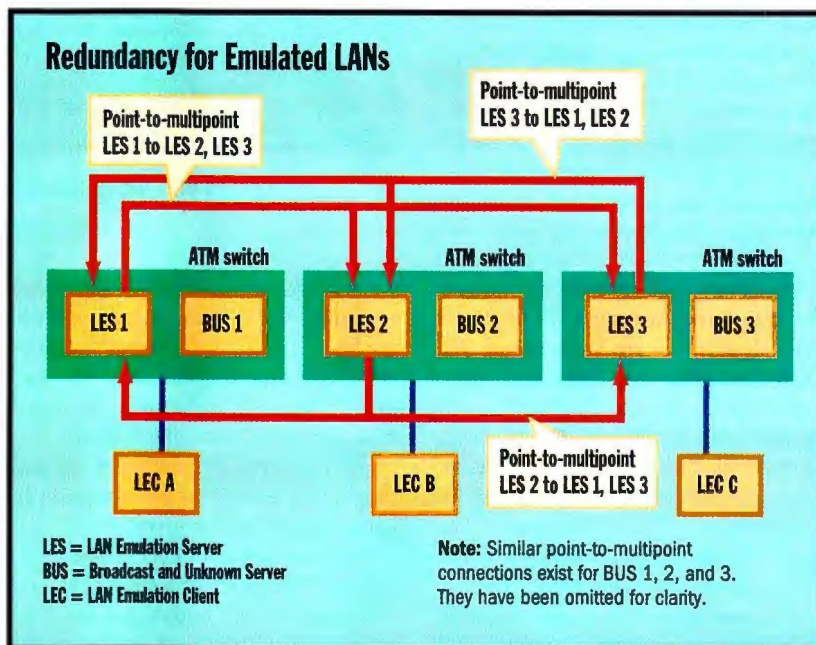 Redundancy for Emulated LANs
Point-to-multipoint
LES 1 to LES 2, LES 3
Point-to-multipoint
LES 3 to LES 1, LES 2
ATM switch
ATM switch
ATM switch
LES 1
BUS 1
LES 2
BUS 2
LES 3
BUS 3
LEC A
LEC B
LEC C
Point-to-multipoint
LES 2 to LES 1, LES 3
LES = LAN Emulation Server
BUS = Broadcast and Unknown Server
LEC = LAN Emulation Client
Note: Similar point-to-multipoint
connections exist for BUS 1, 2, and 3.
They have been omitted for clarity.